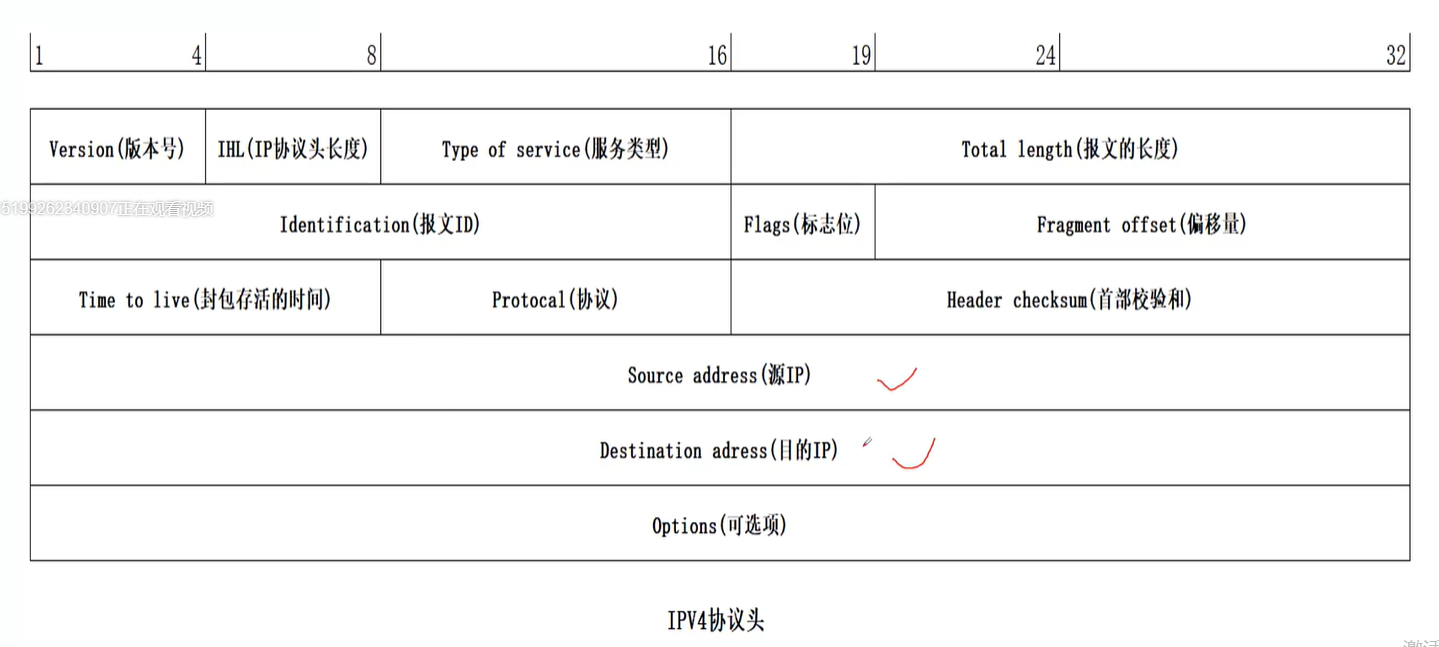 1 4 8 16 19 24 32
Version(版本号) IHL(IP协议头长度) Type of service(服务类型) Total length(报文的长度)
5199262340907正在观看视频
Identification(报文ID) Flags(标志位) Fragment offset(偏移量)
Time to live(封包存活的时间) Protocal(协议) Header checksum(首部校验和)
Source address(源IP)
Destination adress(目的IP)
Options(可选项)
IPV4协议头
激活